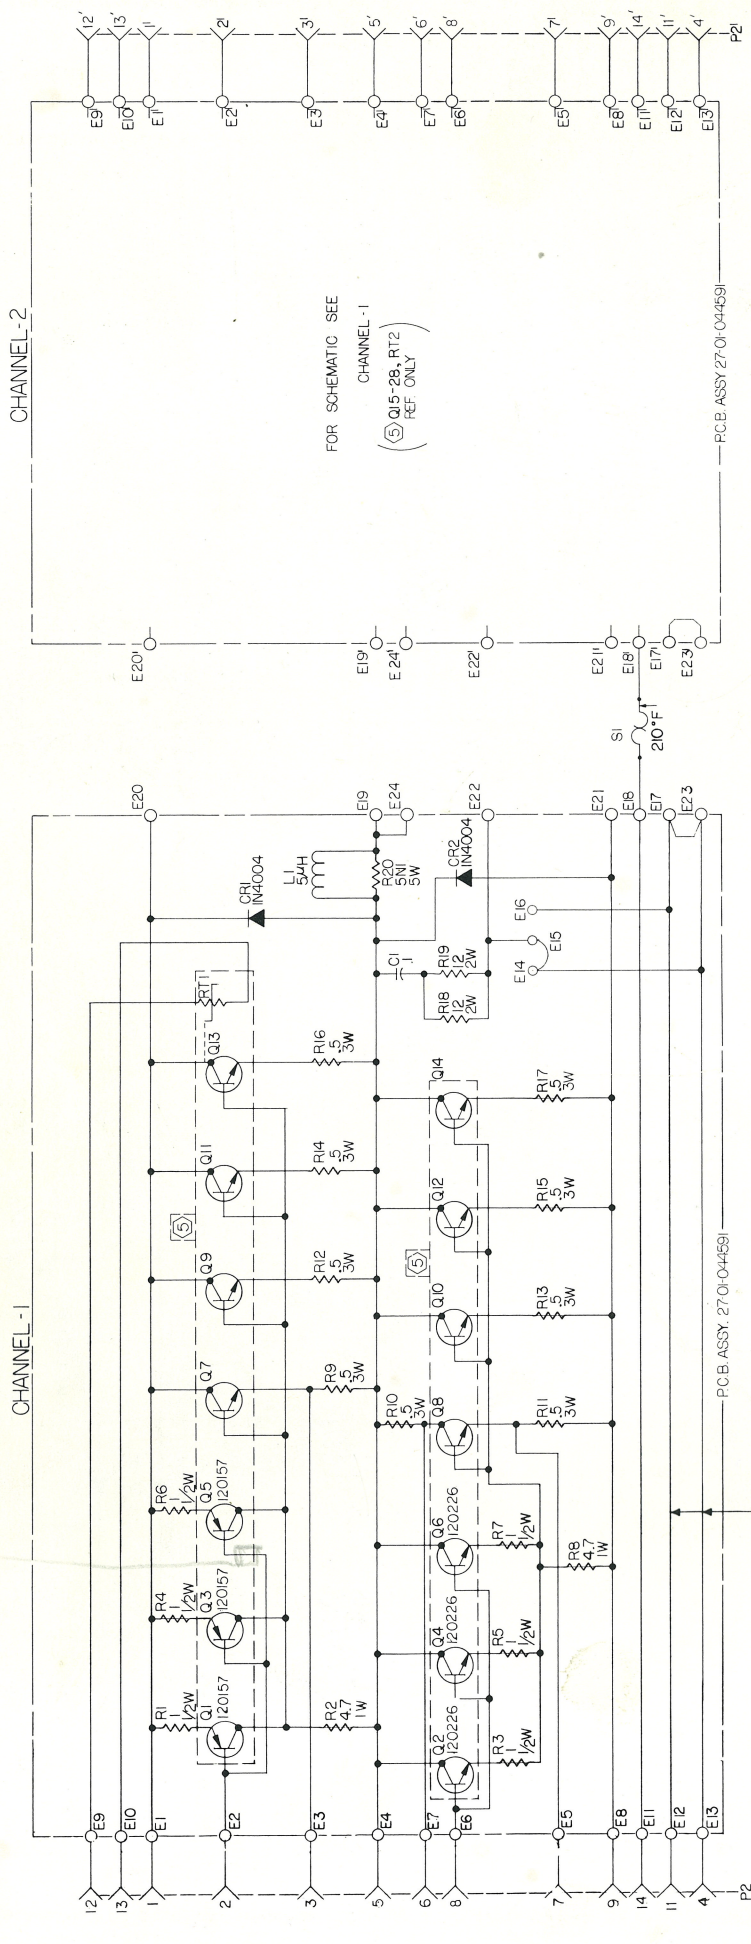 CHANNEL-1
CHANNEL-2
12
13
1
2
3
5
6
8
7
9
14
11
4
P2
E9
E10
E1
E2
E3
E4
E7
E6
E5
E8
E11
E12
E13
R1
1
1/2W
Q1
120157
R4
1
1/2W
Q3
120157
R6
1
1/2W
Q5
120157
Q7
Q9
5
Q11
Q13
RT1
R2
4.7
1W
R9
.5
3W
R12
.5
3W
R14
.5
3W
R16
.5
3W
CR1
1N4004
L1
5µH
R20
5N1
5W
Q2
120226
Q4
120226
Q6
120226
R10
.5
3W
Q8
Q10
5
Q12
Q14
R3
1
1/2W
R5
1
1/2W
R7
1
1/2W
R8
4.7
1W
R11
.5
3W
R13
.5
3W
R15
.5
3W
R17
.5
3W
C1
.1
R18
12
2W
R19
12
2W
CR2
1N4004
E14
E15
E16
E20
E19
E24
E22
E21
E18
E17
E23
P.C.B. ASSY. 27-01-044591
S1
210°F
E20'
E19'
E24'
E22'
E21'
E18'
E17'
E23'
FOR SCHEMATIC SEE
CHANNEL-1
5 Q15-28, RT2
REF. ONLY
P.C.B. ASSY 27-01-044591
E9'
E10'
E1'
E2'
E3'
E4'
E7'
E6'
E5'
E8'
E11'
E12'
E13'
12'
13'
1'
2'
3'
5'
6'
8'
7'
9'
14'
11'
4'
P2'